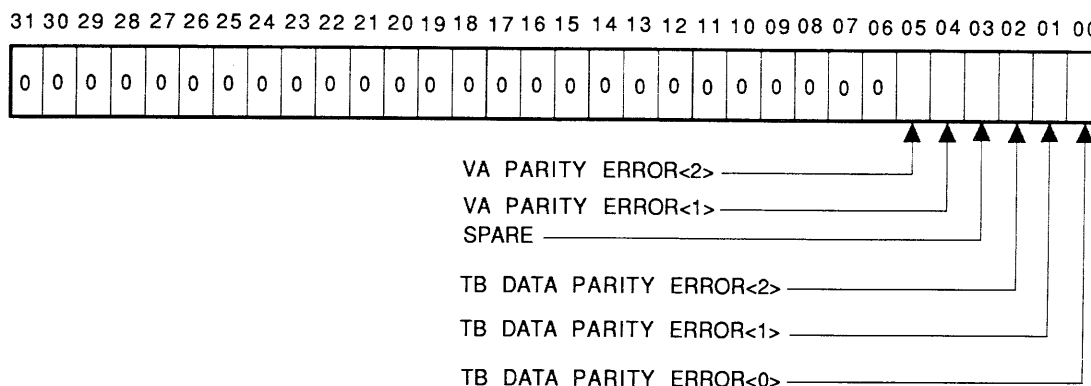 31 30 29 28 27 26 25 24 23 22 21 20 19 18 17 16 15 14 13 12 11 10 09 08 07 06 05 04 03 02 01 00
0 0 0 0 0 0 0 0 0 0 0 0 0 0 0 0 0 0 0 0 0 0 0 0 0 0
VA PARITY ERROR<2>
VA PARITY ERROR<1>
SPARE
TB DATA PARITY ERROR<2>
TB DATA PARITY ERROR<1>
TB DATA PARITY ERROR<0>